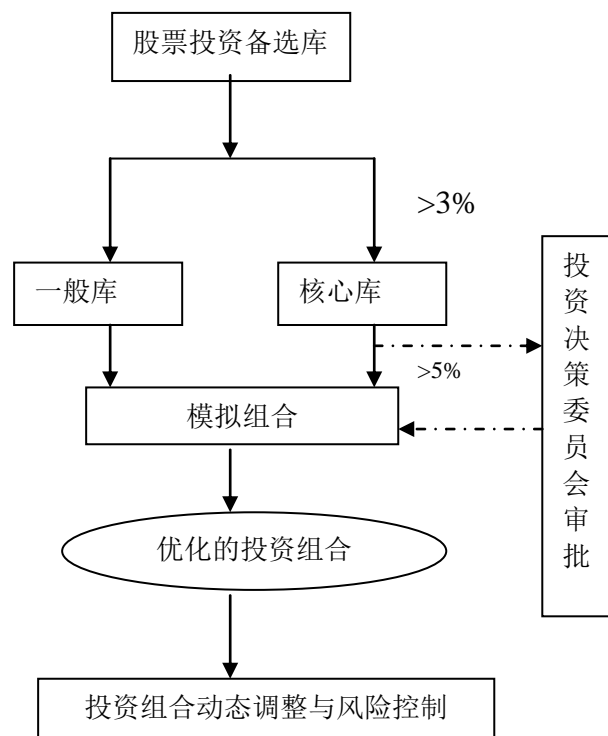 股票投资备选库
>3%
一般库
核心库
投资决策委员会审批
>5%
模拟组合
优化的投资组合
投资组合动态调整与风险控制